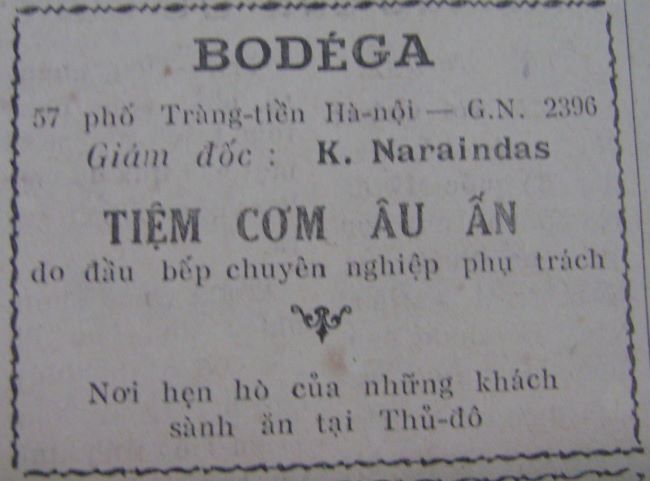 BODÉGA
57 phố Tràng-tiền Hà-nội — G.N. 2396
Giám đốc : K. Naraindas
TIỆM CƠM ÂU ẤN
do đầu bếp chuyên nghiệp phụ trách
Nơi hẹn hò của những khách
sành ăn tại Thủ-đô